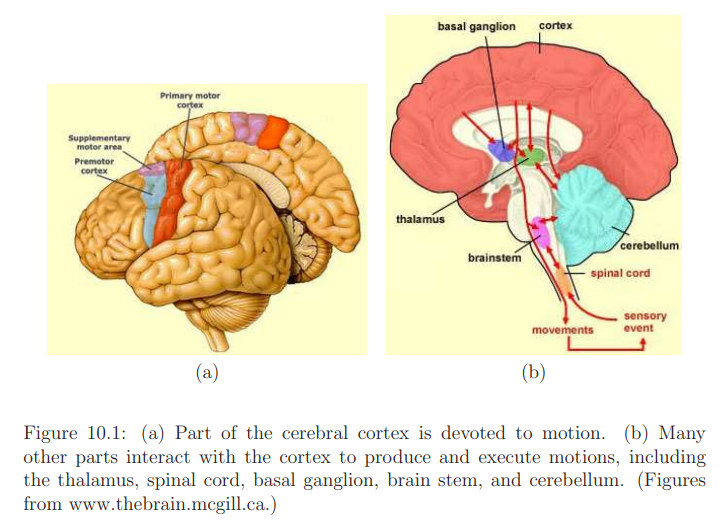 basal ganglion
cortex
Primary motor
cortex
Supplementary
motor area
Premotor
cortex
thalamus
brainstem
cerebellum
spinal cord
sensory
event
movements
(a)
(b)
Figure 10.1: (a) Part of the cerebral cortex is devoted to motion. (b) Many
other parts interact with the cortex to produce and execute motions, including
the thalamus, spinal cord, basal ganglion, brain stem, and cerebellum. (Figures
from www.thebrain.mcgill.ca.)